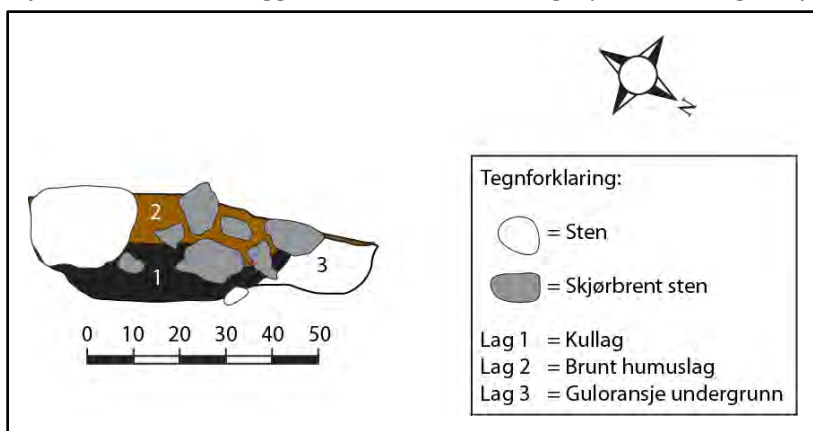 N
Tegnforklaring:
= Sten
= Skjørbrent sten
Lag 1 = Kullag
Lag 2 = Brunt humuslag
Lag 3 = Guloransje undergrunn
2
1
3
0 10 20 30 40 50